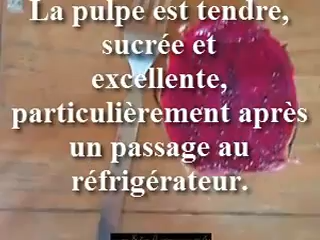 La pulpe est tendre,
sucrée et
excellente,
particulièrement après
un passage au
réfrigérateur.